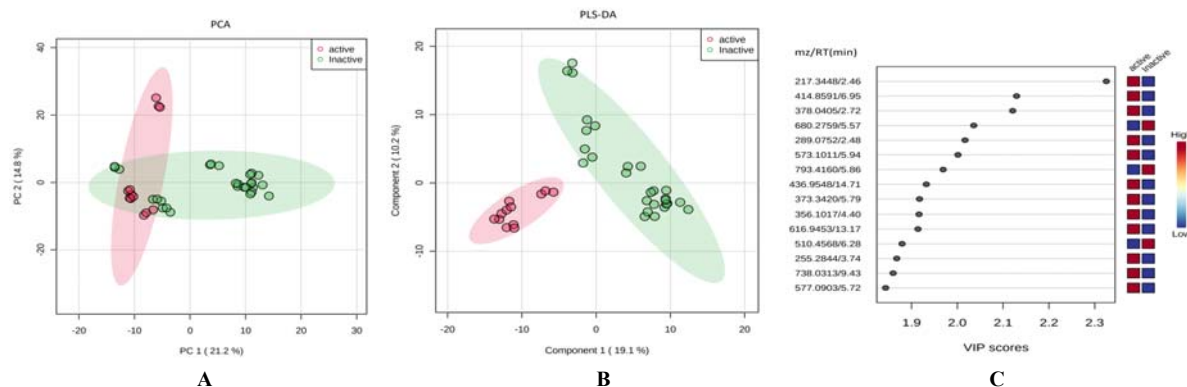 PCA
active
Inactive
PC 2 ( 14.8 %)
40
20
0
-20
-20
-10
0
10
20
30
PC 1 ( 21.2 %)
A
PLS-DA
active
Inactive
Component 2 ( 10.2 %)
20
10
0
-10
-20
-10
0
10
20
Component 1 ( 19.1 %)
B
mz/RT(min)
active
Inactive
217.3448/2.46
414.8591/6.95
378.0405/2.72
680.2759/5.57
289.0752/2.48
573.1011/5.94
793.4160/5.86
436.9548/14.71
373.3420/5.79
356.1017/4.40
616.9453/13.17
510.4568/6.28
255.2844/3.74
738.0313/9.43
577.0903/5.72
High
Low
1.9
2.0
2.1
2.2
2.3
VIP scores
C